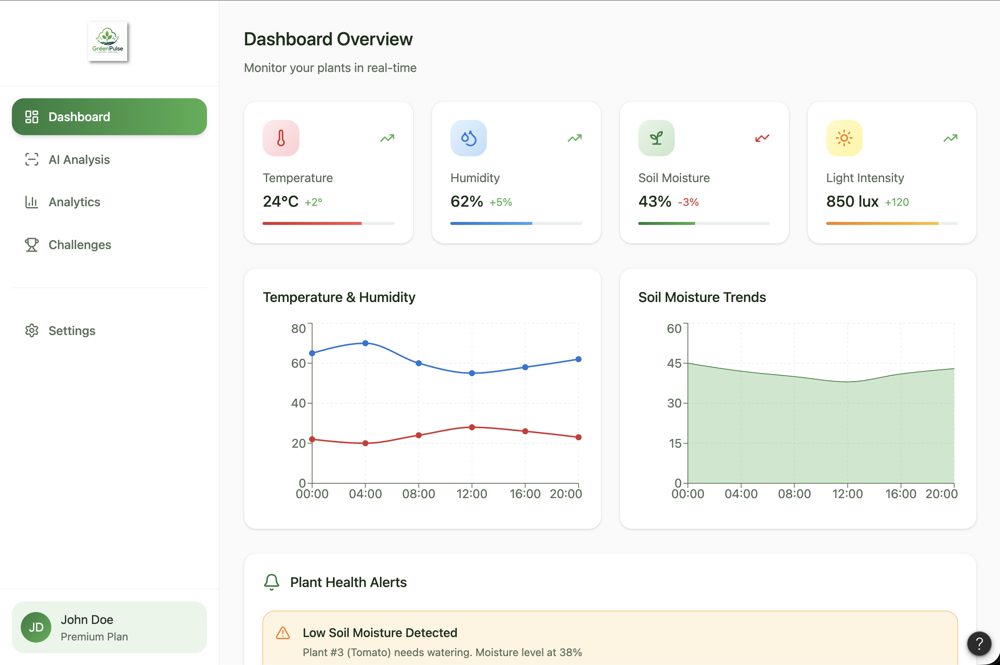 GreenPulse
Dashboard
AI Analysis
Analytics
Challenges
Settings
JD
John Doe
Premium Plan
Dashboard Overview
Monitor your plants in real-time
Temperature
24°C +2°
Humidity
62% +5%
Soil Moisture
43% -3%
Light Intensity
850 lux +120
Temperature & Humidity
80
60
40
20
0
00:00 04:00 08:00 12:00 16:00 20:00
Soil Moisture Trends
60
45
30
15
0
00:00 04:00 08:00 12:00 16:00 20:00
Plant Health Alerts
Low Soil Moisture Detected
Plant #3 (Tomato) needs watering. Moisture level at 38%
?